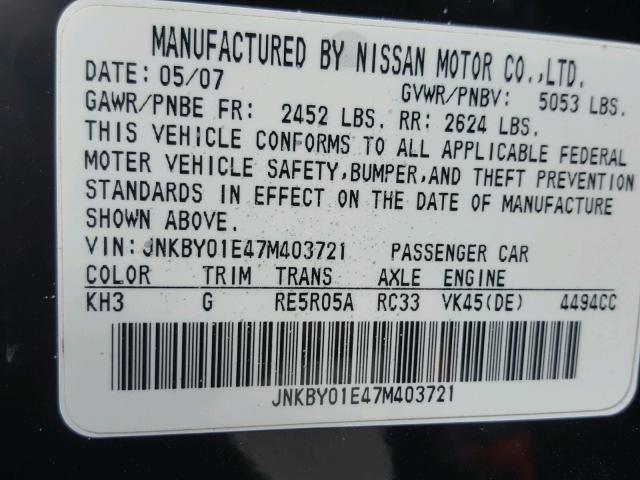 MANUFACTURED BY NISSAN MOTOR CO.,LTD.
DATE: 05/07 GVWR/PNBV: 5053 LBS.
GAWR/PNBE FR: 2452 LBS. RR: 2624 LBS.
THIS VEHICLE CONFORMS TO ALL APPLICABLE FEDERAL
MOTER VEHICLE SAFETY,BUMPER,AND THEFT PREVENTION
STANDARDS IN EFFECT ON THE DATE OF MANUFACTURE
SHOWN ABOVE.
VIN: JNKBY01E47M403721 PASSENGER CAR
COLOR TRIM TRANS AXLE ENGINE
KH3 G RE5R05A RC33 VK45(DE) 4494CC
JNKBY01E47M403721